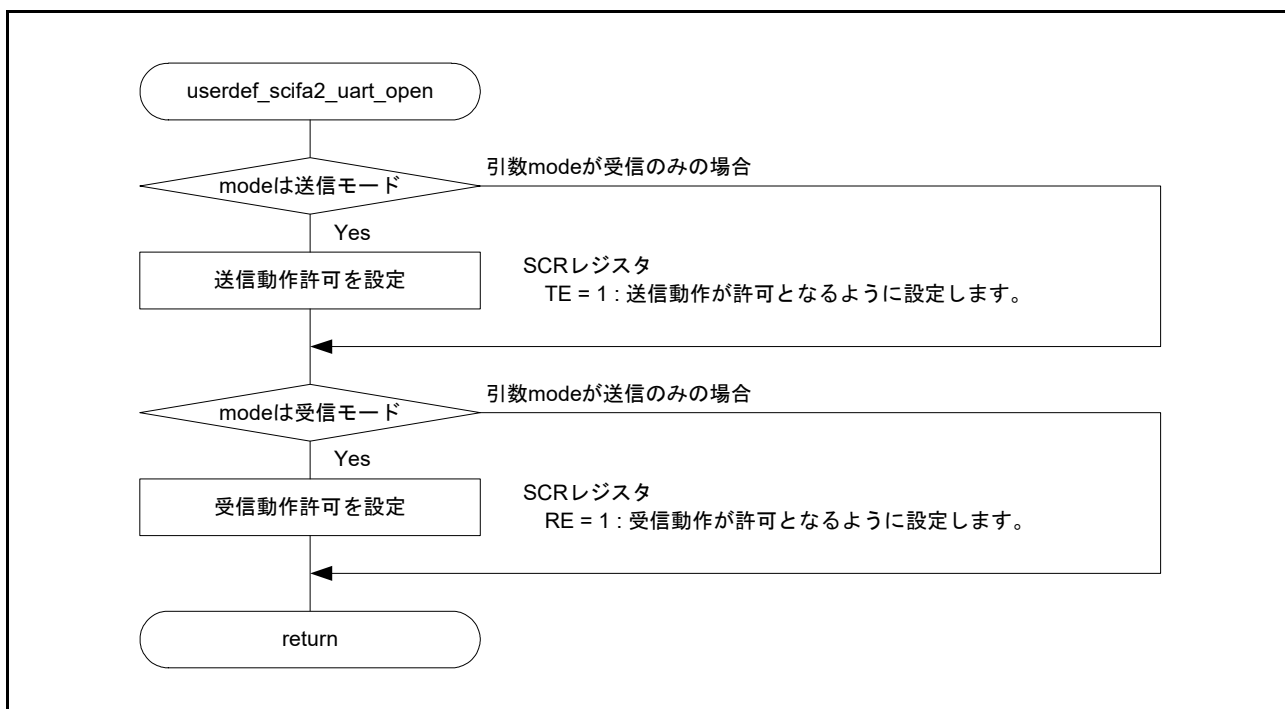 userdef_scifa2_uart_open
引数modeが受信のみの場合
modeは送信モード
Yes
送信動作許可を設定
SCRレジスタ
TE = 1 : 送信動作が許可となるように設定します。
引数modeが送信のみの場合
modeは受信モード
Yes
受信動作許可を設定
SCRレジスタ
RE = 1 : 受信動作が許可となるように設定します。
return